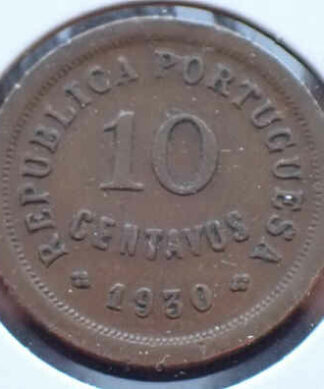 REPUBLICA PORTUGUESA
10
CENTAVOS
1930